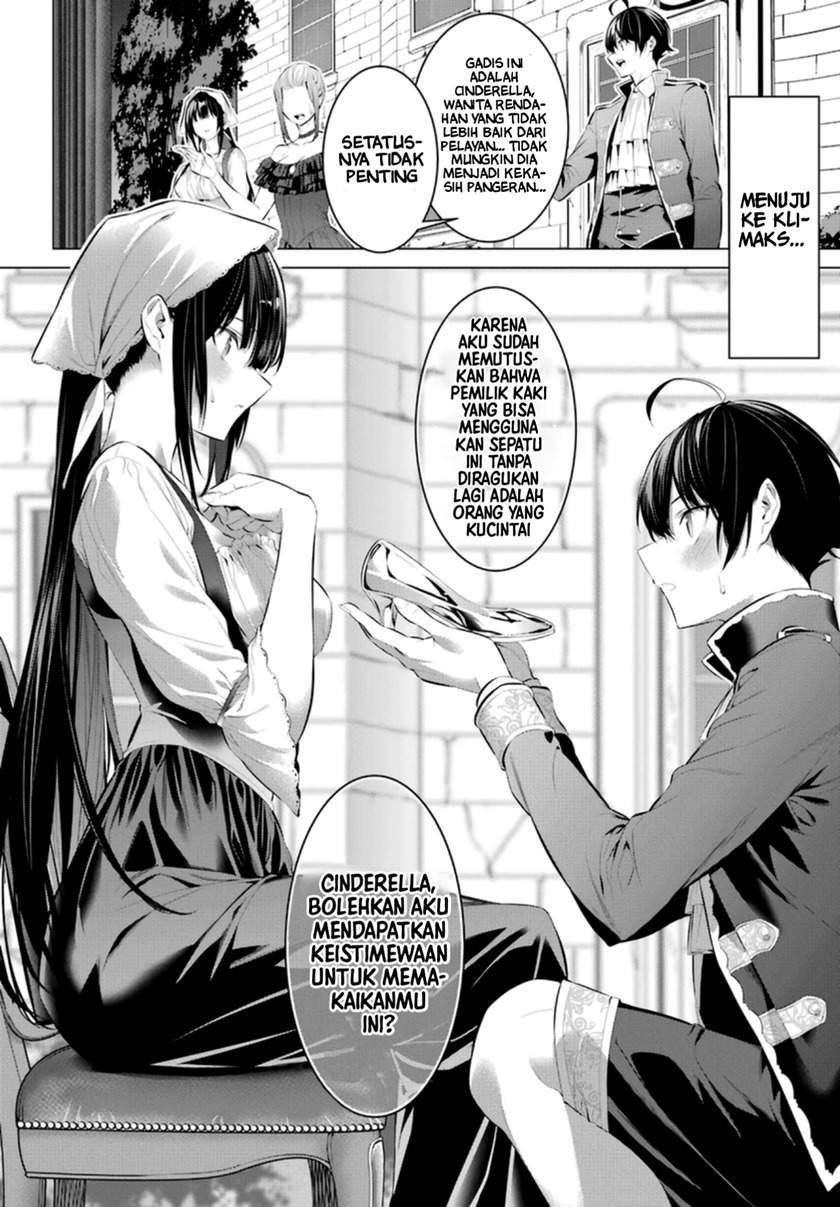 MENUJU
KE KLI-
MAKS...
GADIS INI
ADALAH
CINDERELLA,
WANITA RENDA-
HAN YANG TIDAK
LEBIH BAIK DARI
PELAYAN... TIDAK
MUNGKIN DIA
MENJADI KEKA-
SIH PANGERAN...
SETATUS-
NYA TIDAK
PENTING
KARENA
AKU SUDAH
MEMUTUS-
KAN BAHWA
PEMILIK KAKI
YANG BISA
MENGGUNA
KAN SEPATU
INI TANPA
DIRAGUKAN
LAGI ADALAH
ORANG YANG
KUCINTAI
CINDERELLA,
BOLEHKAN AKU
MENDAPATKAN
KEISTIMEWAAN
UNTUK MEMA-
KAIKANMU
INI?